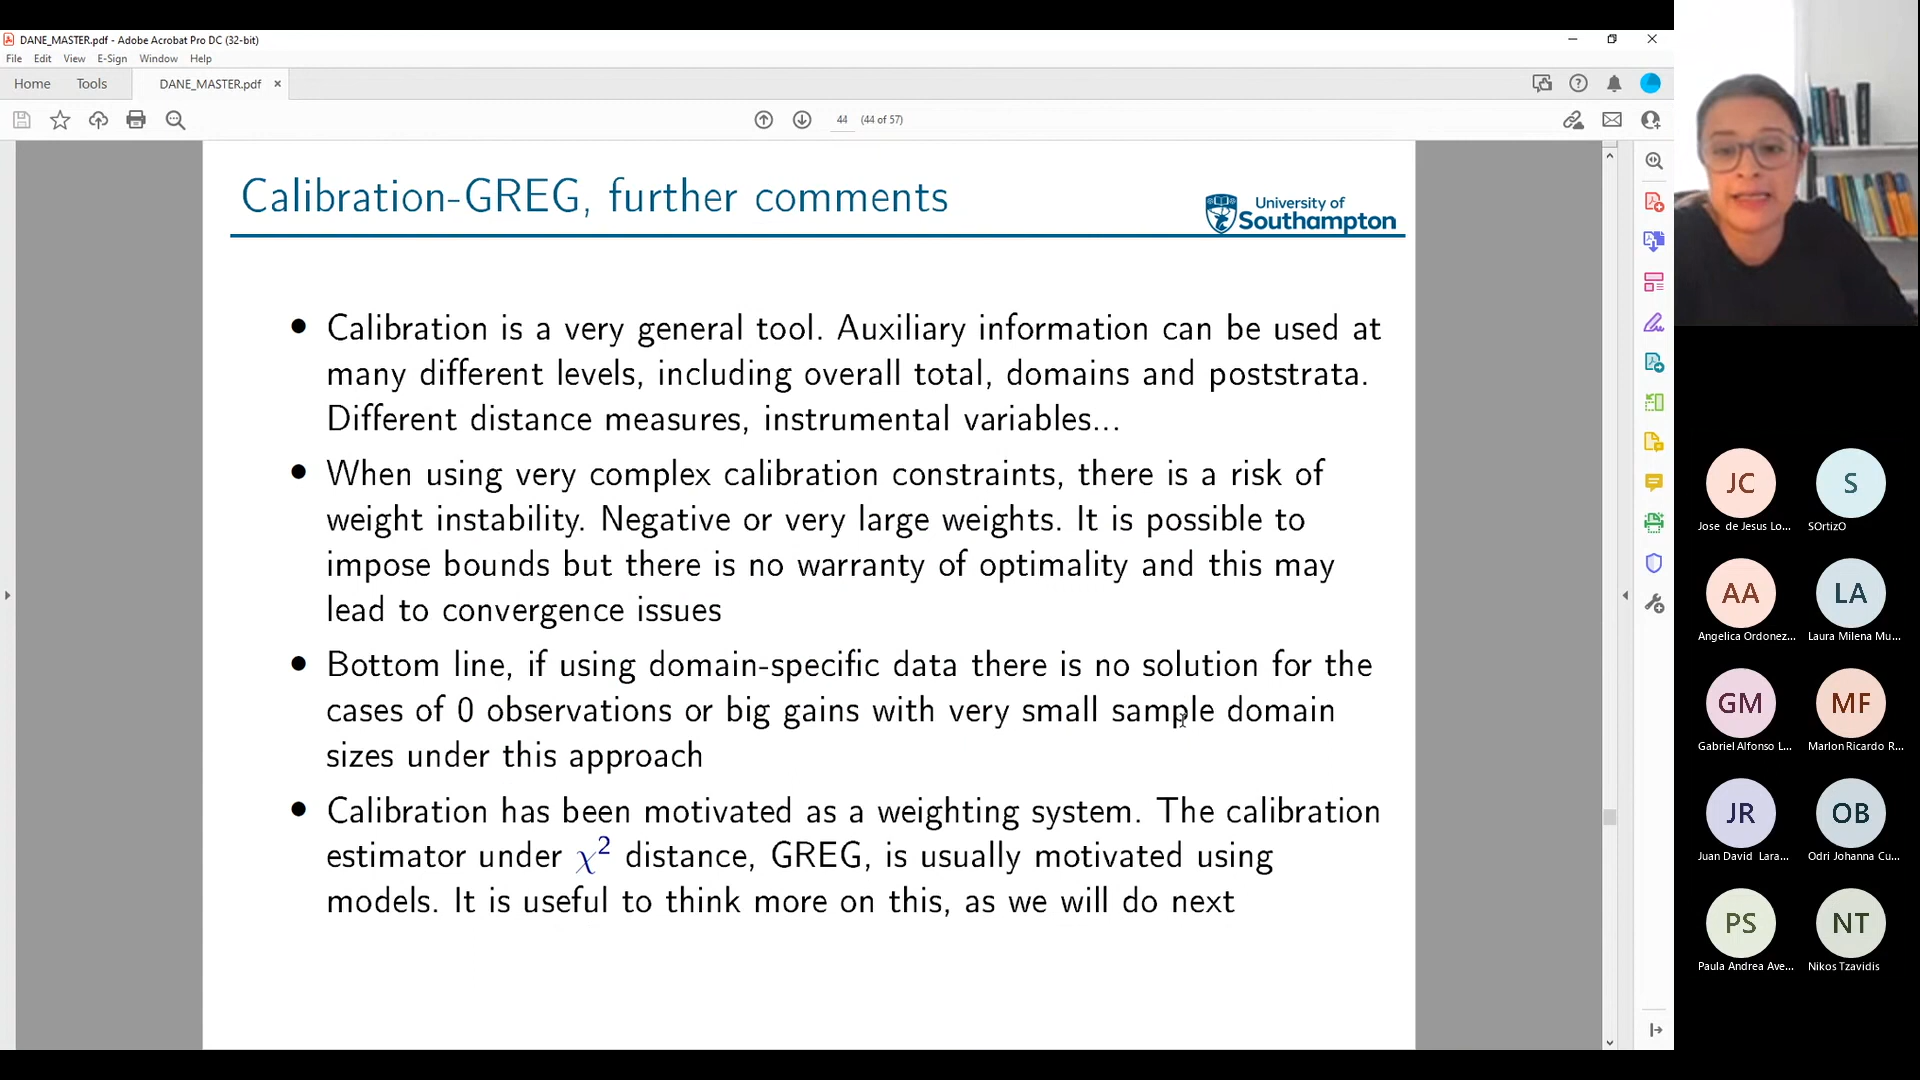 DANE_MASTER.pdf - Adobe Acrobat Pro DC (32-bit)
File Edit View E-Sign Window Help
Home Tools DANE_MASTER.pdf ×
44 (44 of 57)
Calibration-GREG, further comments
University of
Southampton
• Calibration is a very general tool. Auxiliary information can be used at
many different levels, including overall total, domains and poststrata.
Different distance measures, instrumental variables...
• When using very complex calibration constraints, there is a risk of
weight instability. Negative or very large weights. It is possible to
impose bounds but there is no warranty of optimality and this may
lead to convergence issues
• Bottom line, if using domain-specific data there is no solution for the
cases of 0 observations or big gains with very small sample domain
sizes under this approach
• Calibration has been motivated as a weighting system. The calibration
estimator under χ² distance, GREG, is usually motivated using
models. It is useful to think more on this, as we will do next
JC S
Jose de Jesus Lo... SOrtizO
AA LA
Angelica Ordonez... Laura Milena Mu...
GM MF
Gabriel Alfonso L... Marlon Ricardo R...
JR OB
Juan David Lara... Odri Johanna Cu...
PS NT
Paula Andrea Ave... Nikos Tzavidis